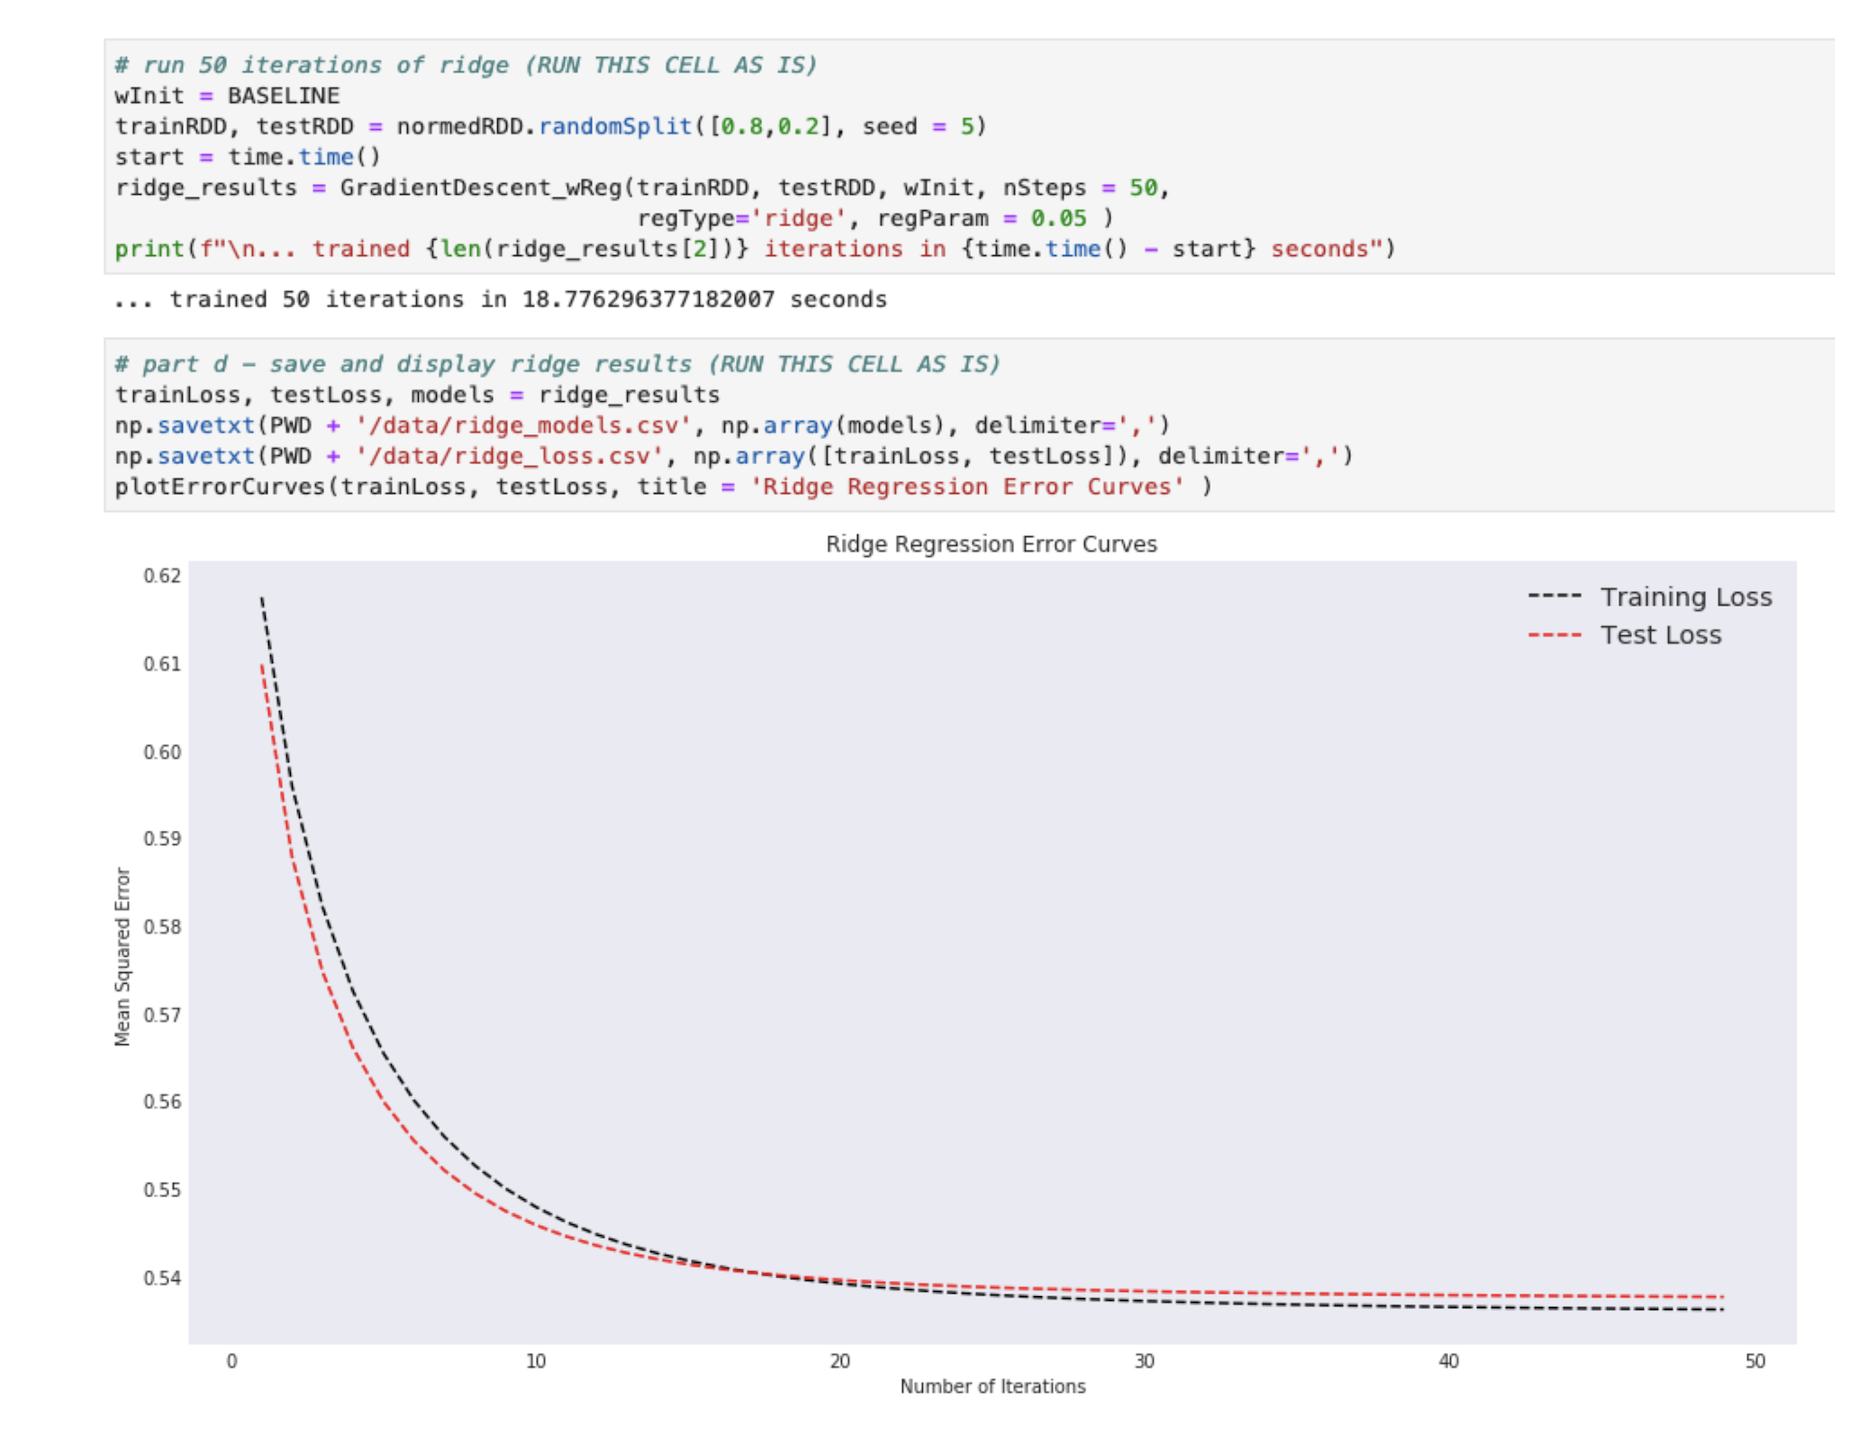 # run 50 iterations of ridge (RUN THIS CELL AS IS)
wInit = BASELINE
trainRDD, testRDD = normedRDD.randomSplit([0.8,0.2], seed = 5)
start = time.time()
ridge_results = GradientDescent_wReg(trainRDD, testRDD, wInit, nSteps = 50,
                                     regType='ridge', regParam = 0.05 )
print(f"\n... trained {len(ridge_results[2])} iterations in {time.time() - start} seconds")
... trained 50 iterations in 18.776296377182007 seconds
# part d - save and display ridge results (RUN THIS CELL AS IS)
trainLoss, testLoss, models = ridge_results
np.savetxt(PWD + '/data/ridge_models.csv', np.array(models), delimiter=',')
np.savetxt(PWD + '/data/ridge_loss.csv', np.array([trainLoss, testLoss]), delimiter=',')
plotErrorCurves(trainLoss, testLoss, title = 'Ridge Regression Error Curves' )
Ridge Regression Error Curves
Training Loss
Test Loss
0.62
0.61
0.60
0.59
0.58
0.57
0.56
0.55
0.54
Mean Squared Error
0 10 20 30 40 50
Number of Iterations